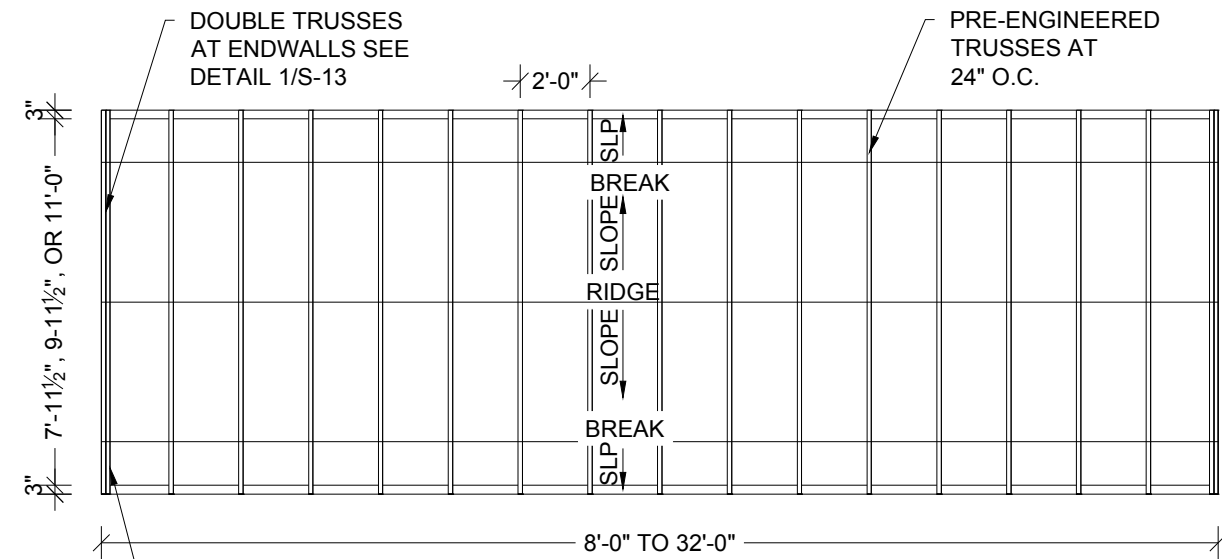 DOUBLE TRUSSES
AT ENDWALLS SEE
DETAIL 1/S-13
PRE-ENGINEERED
TRUSSES AT
24" O.C.
2'-0"
3"
7'-11½", 9-11½", OR 11'-0"
3"
SLP
BREAK
SLOPE
RIDGE
SLOPE
BREAK
SLP
8'-0" TO 32'-0"